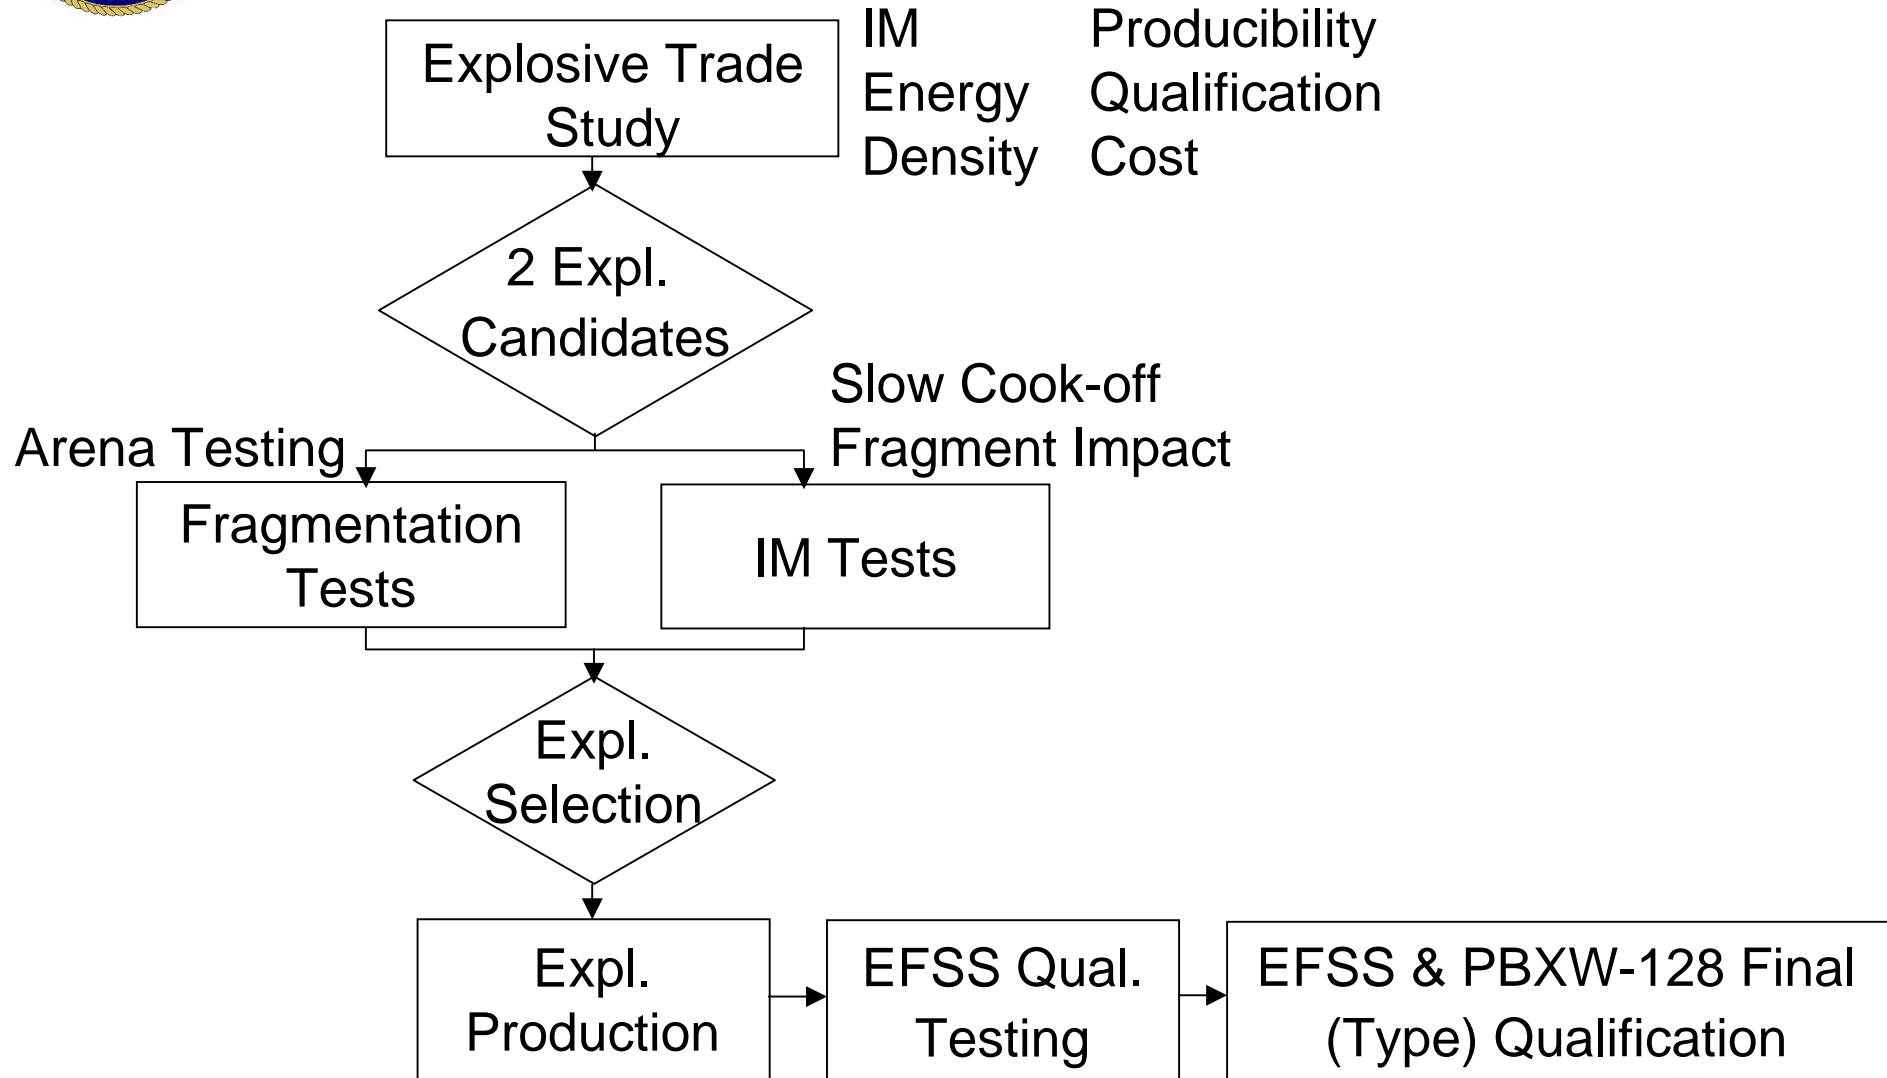 Explosive Trade
Study
IM Producibility
Energy Qualification
Density Cost
2 Expl.
Candidates
Slow Cook-off
Fragment Impact
Arena Testing
Fragmentation
Tests
IM Tests
Expl.
Selection
Expl.
Production
EFSS Qual.
Testing
EFSS & PBXW-128 Final
(Type) Qualification